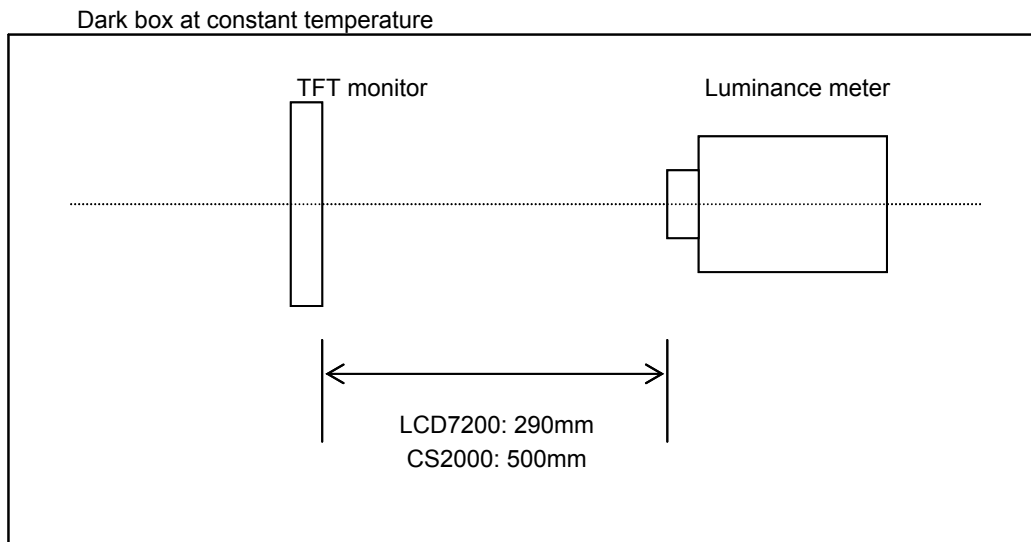 Dark box at constant temperature
TFT monitor
Luminance meter
LCD7200: 290mm
CS2000: 500mm